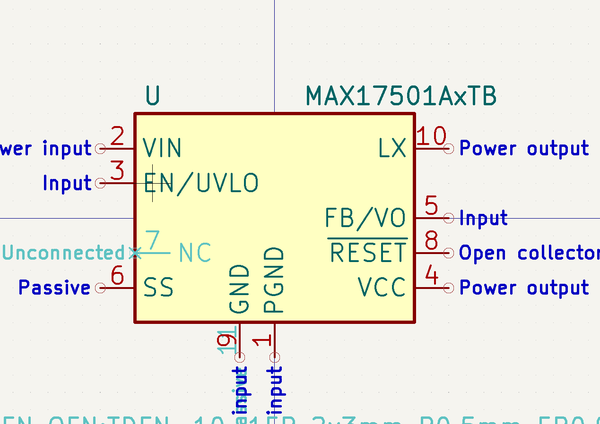 U MAX17501AxTB
wer input 2 VIN LX 10 Power output
Input 3 EN/UVLO
FB/VO 5 Input
Unconnected 7 NC RESET 8 Open collector
Passive 6 SS VCC 4 Power output
GND PGND
9 11 1
input input